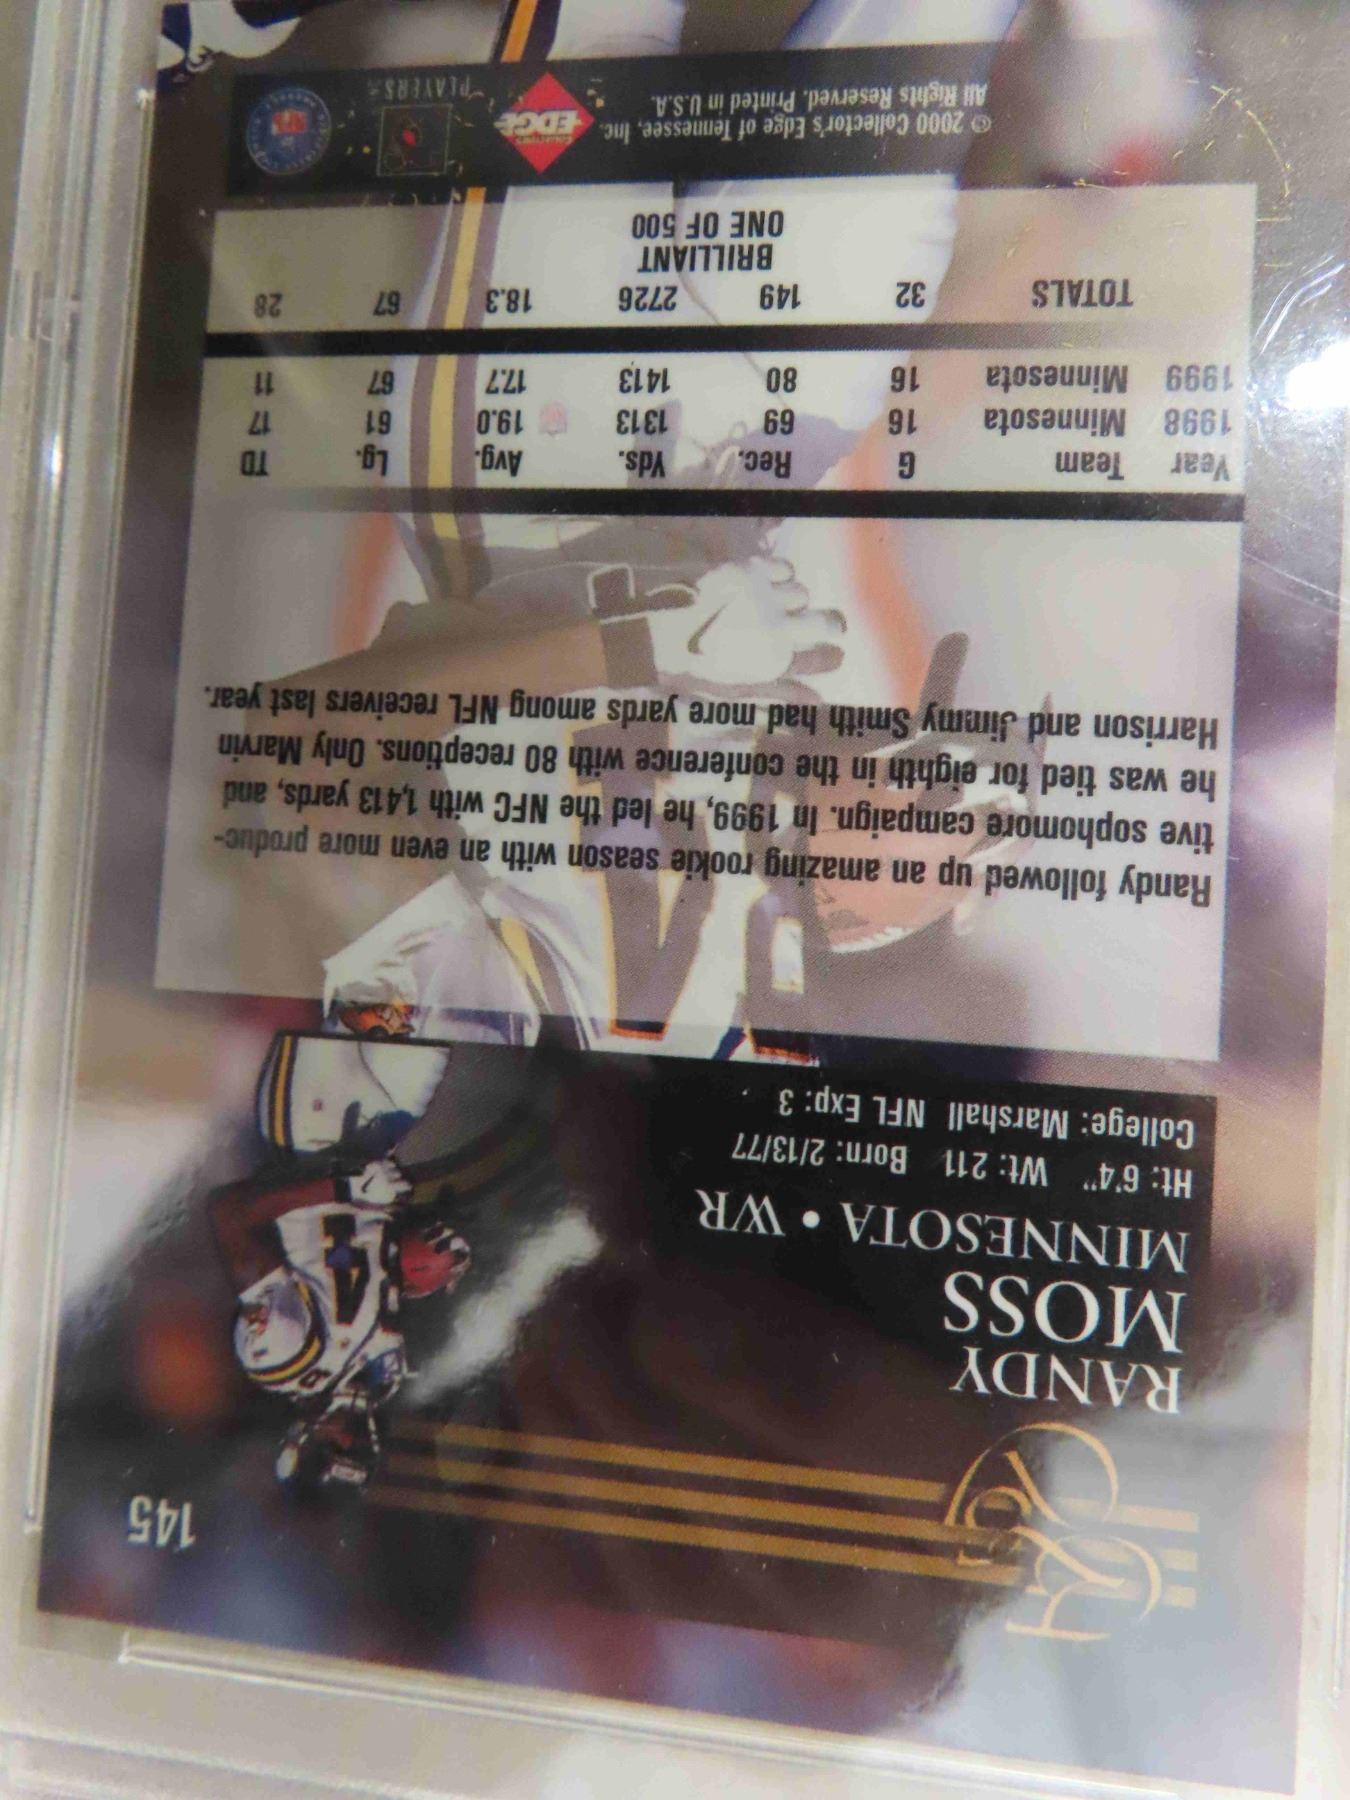 145
RANDY
MOSS
MINNESOTA • WR
Ht: 6'4" Wt: 211 Born: 2/13/77
College: Marshall NFL Exp: 3
Randy followed up an amazing rookie season with an even more produc-
tive sophomore campaign. In 1999, he led the NFC with 1,413 yards, and
he was tied for eighth in the conference with 80 receptions. Only Marvin
Harrison and Jimmy Smith had more yards among NFL receivers last year.
Year Team G Rec. Yds. Avg. Lg. TD
1998 Minnesota 16 69 1313 19.0 61 17
1999 Minnesota 16 80 1413 17.7 67 11
TOTALS 32 149 2726 18.3 67 28
BRILLIANT
ONE OF 500
© 2000 Collector's Edge of Tennessee, Inc.
All Rights Reserved. Printed in U.S.A.
COLLECTOR'S
EDGE
PLAYERS
NFL